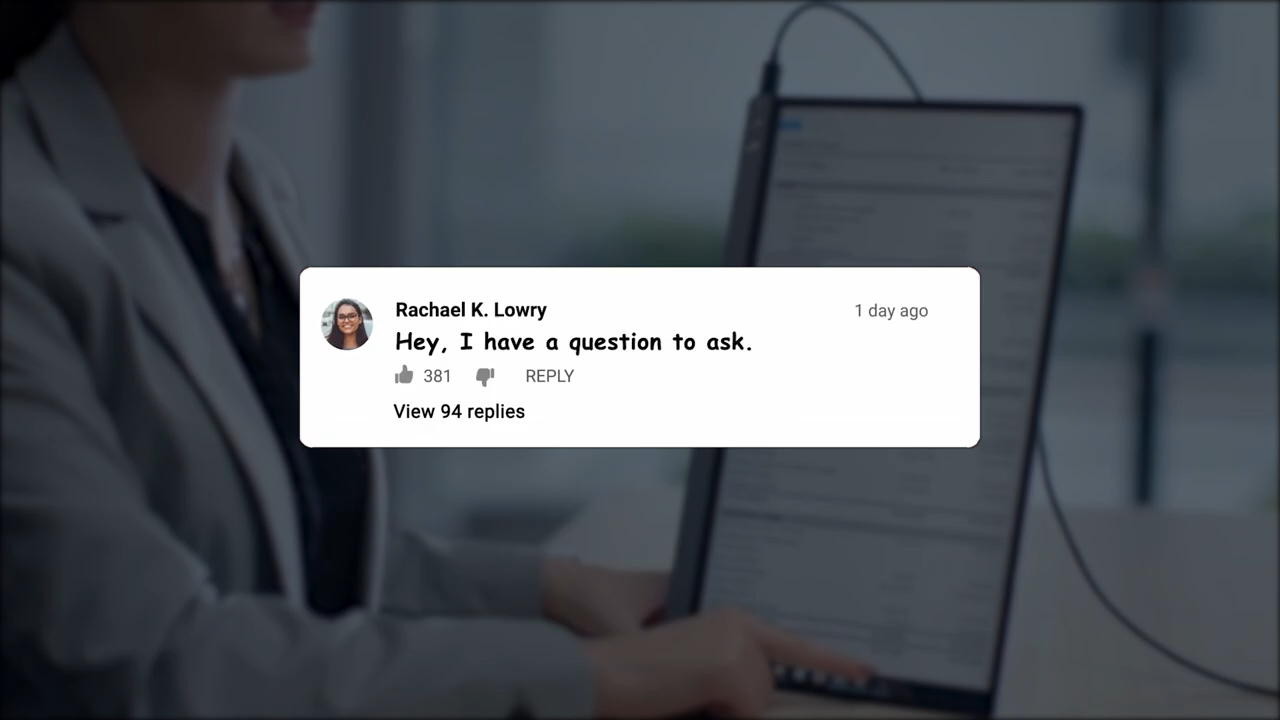 Rachael K. Lowry 1 day ago
Hey, I have a question to ask.
381 REPLY
View 94 replies